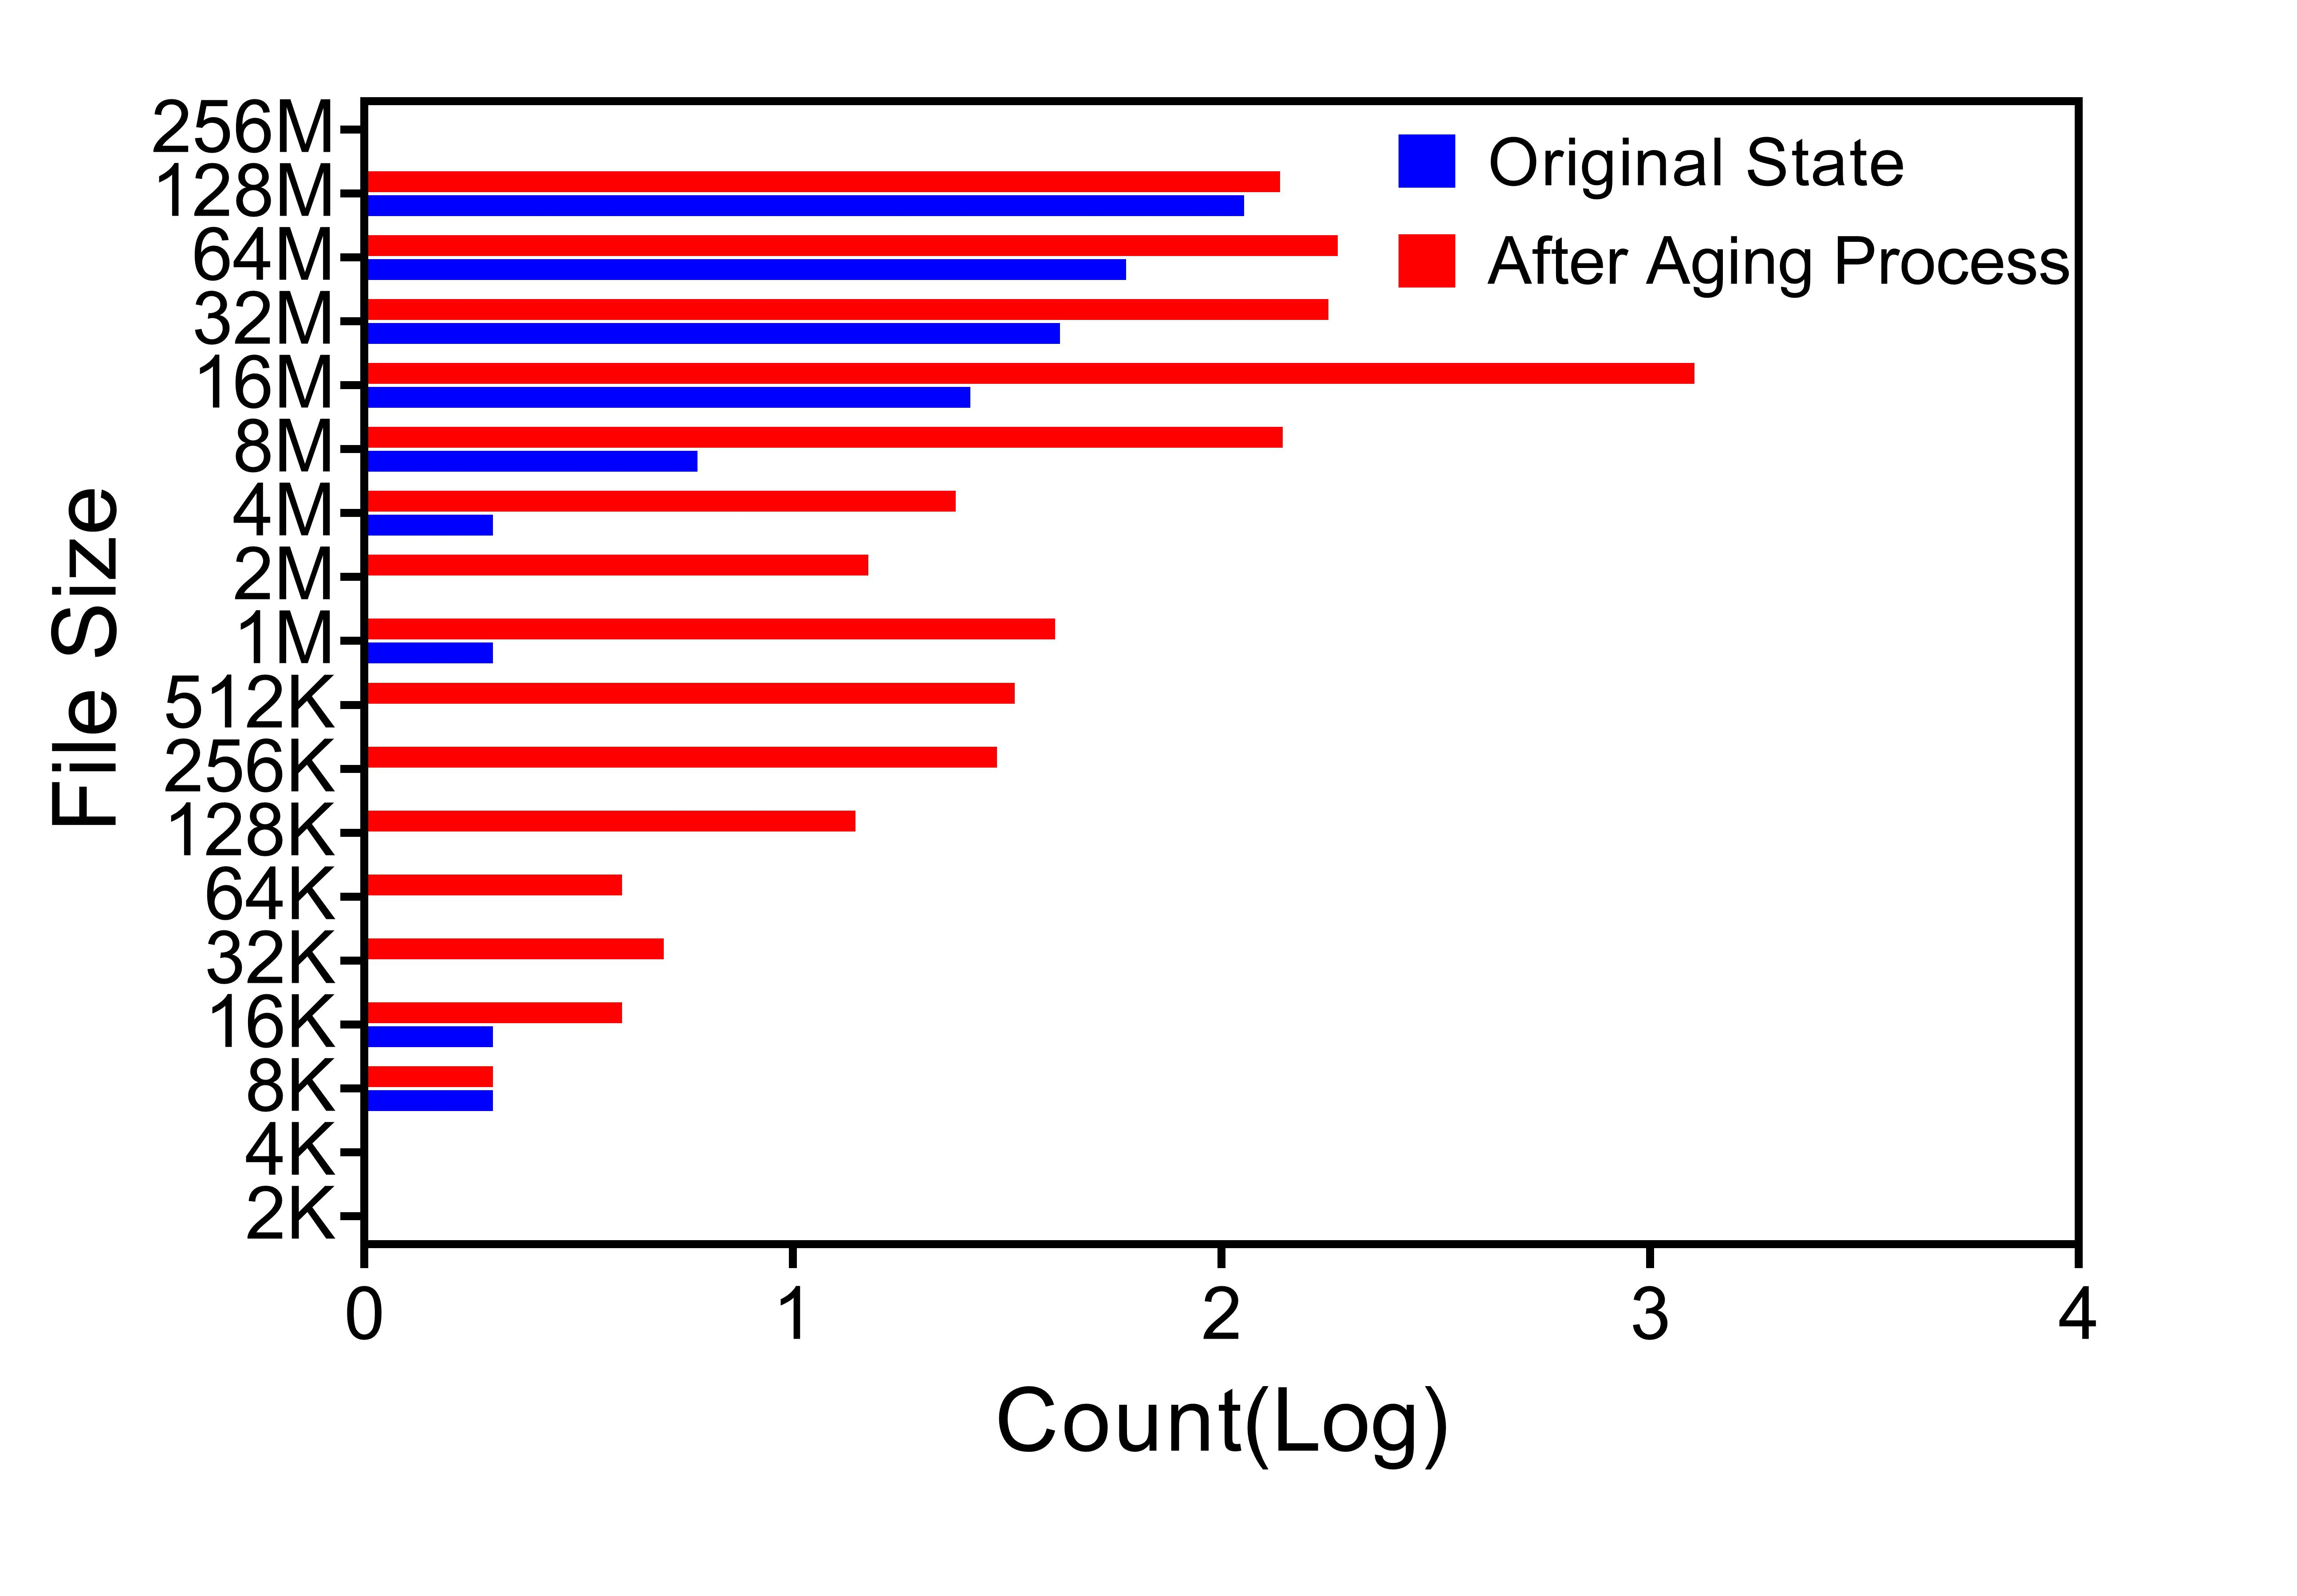 256M
128M
64M
32M
16M
8M
4M
2M
1M
512K
256K
128K
64K
32K
16K
8K
4K
2K
File Size
Original State
After Aging Process
0 1 2 3 4
Count(Log)